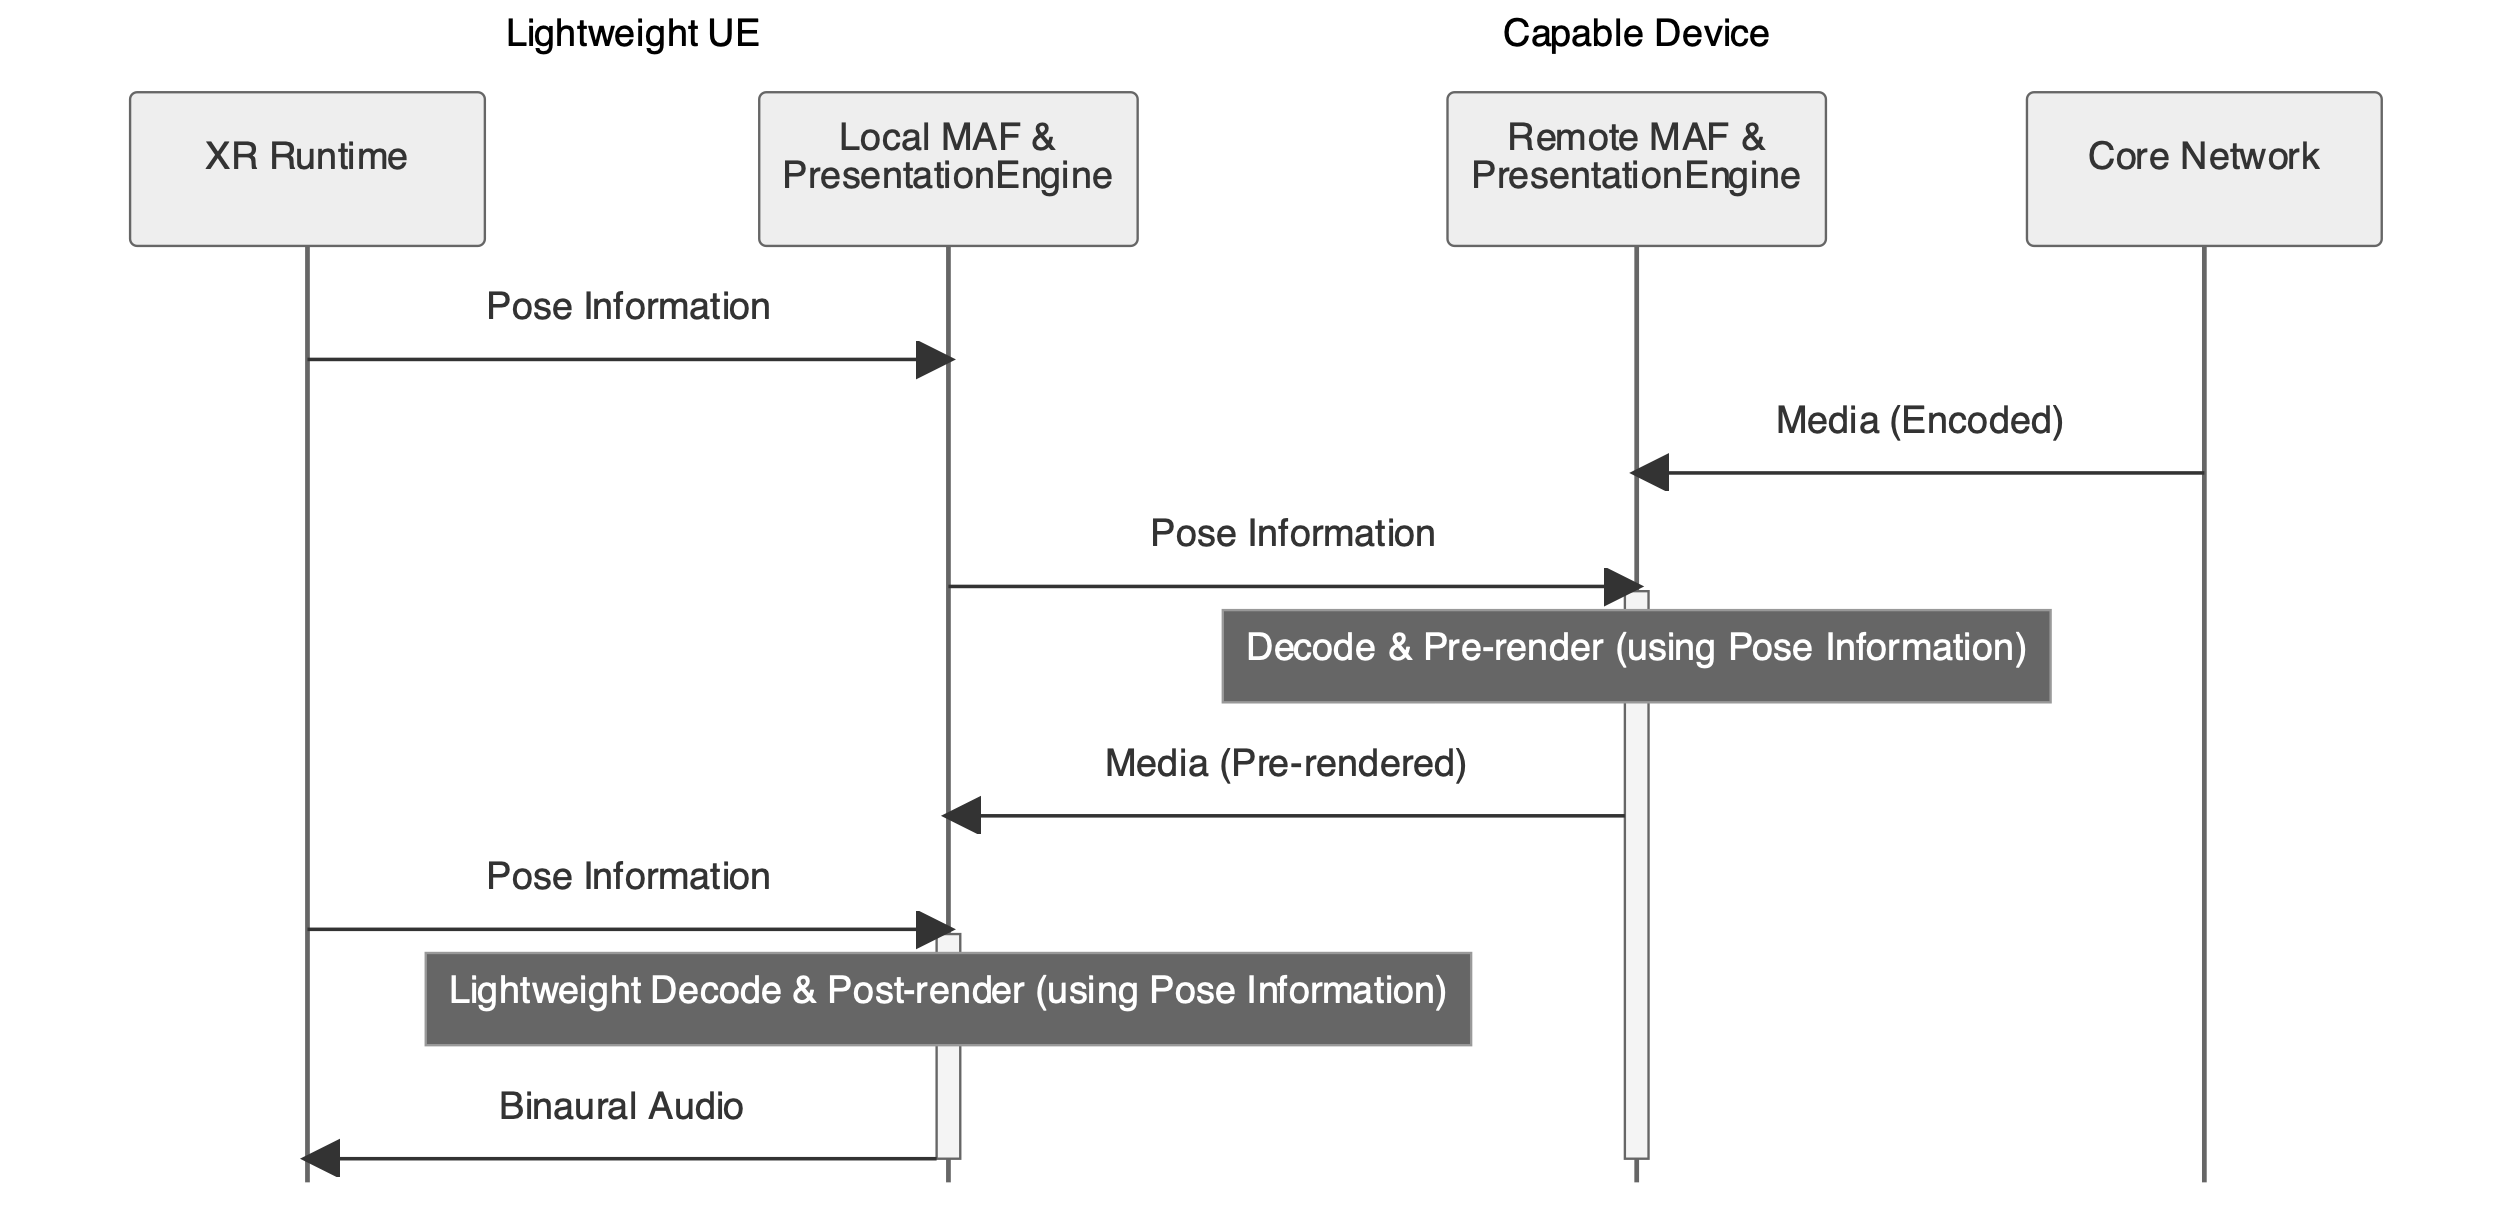 Lightweight UE
Capable Device
XR Runtime
Local MAF &
PresentationEngine
Remote MAF &
PresentationEngine
Core Network
Pose Information
Media (Encoded)
Pose Information
Decode & Pre-render (using Pose Information)
Media (Pre-rendered)
Pose Information
Lightweight Decode & Post-render (using Pose Information)
Binaural Audio